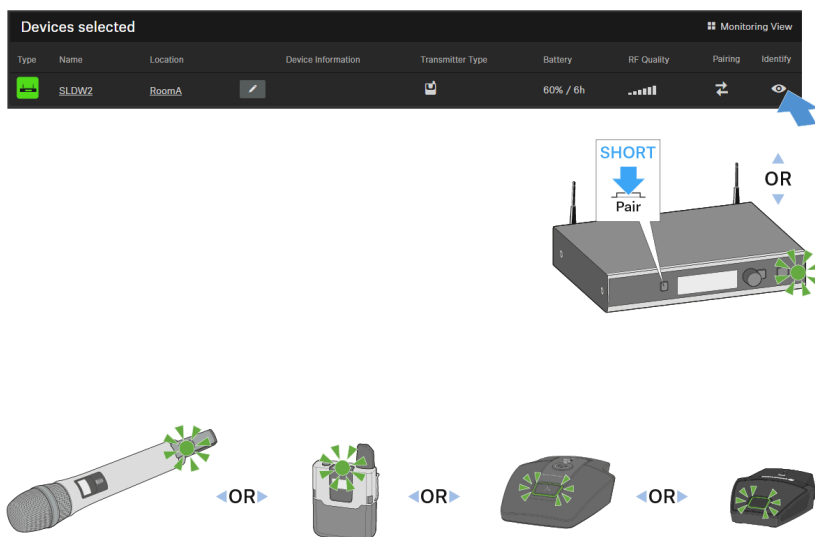 Devices selected
Monitoring View
Type Name Location Device Information Transmitter Type Battery RF Quality Pairing Identify
SLDW2 RoomA 60% / 6h
SHORT
Pair
OR
OR OR OR